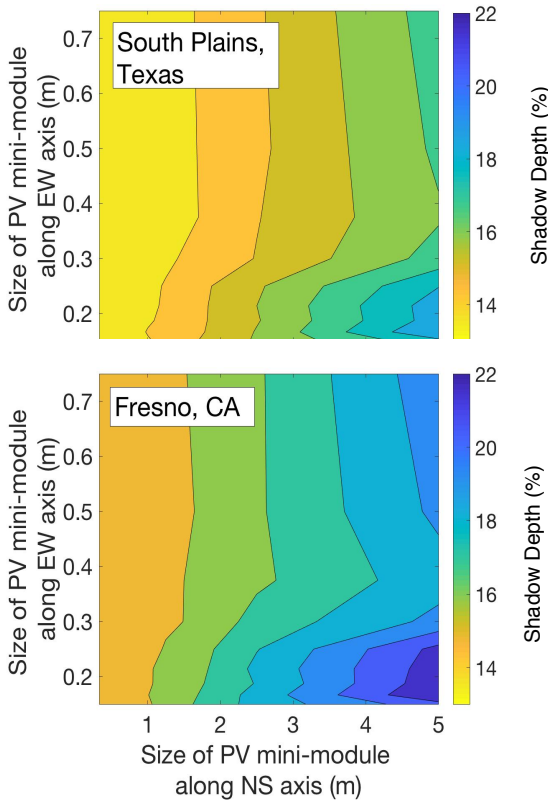 22
0.7
South Plains,
Texas
20
0.6
0.5
18
0.4
16
0.3
14
0.2
Size of PV mini-module
along EW axis (m)
Shadow Depth (%)
22
0.7
Fresno, CA
20
0.6
0.5
18
0.4
16
0.3
14
0.2
Size of PV mini-module
along EW axis (m)
Shadow Depth (%)
1 2 3 4 5
Size of PV mini-module
along NS axis (m)